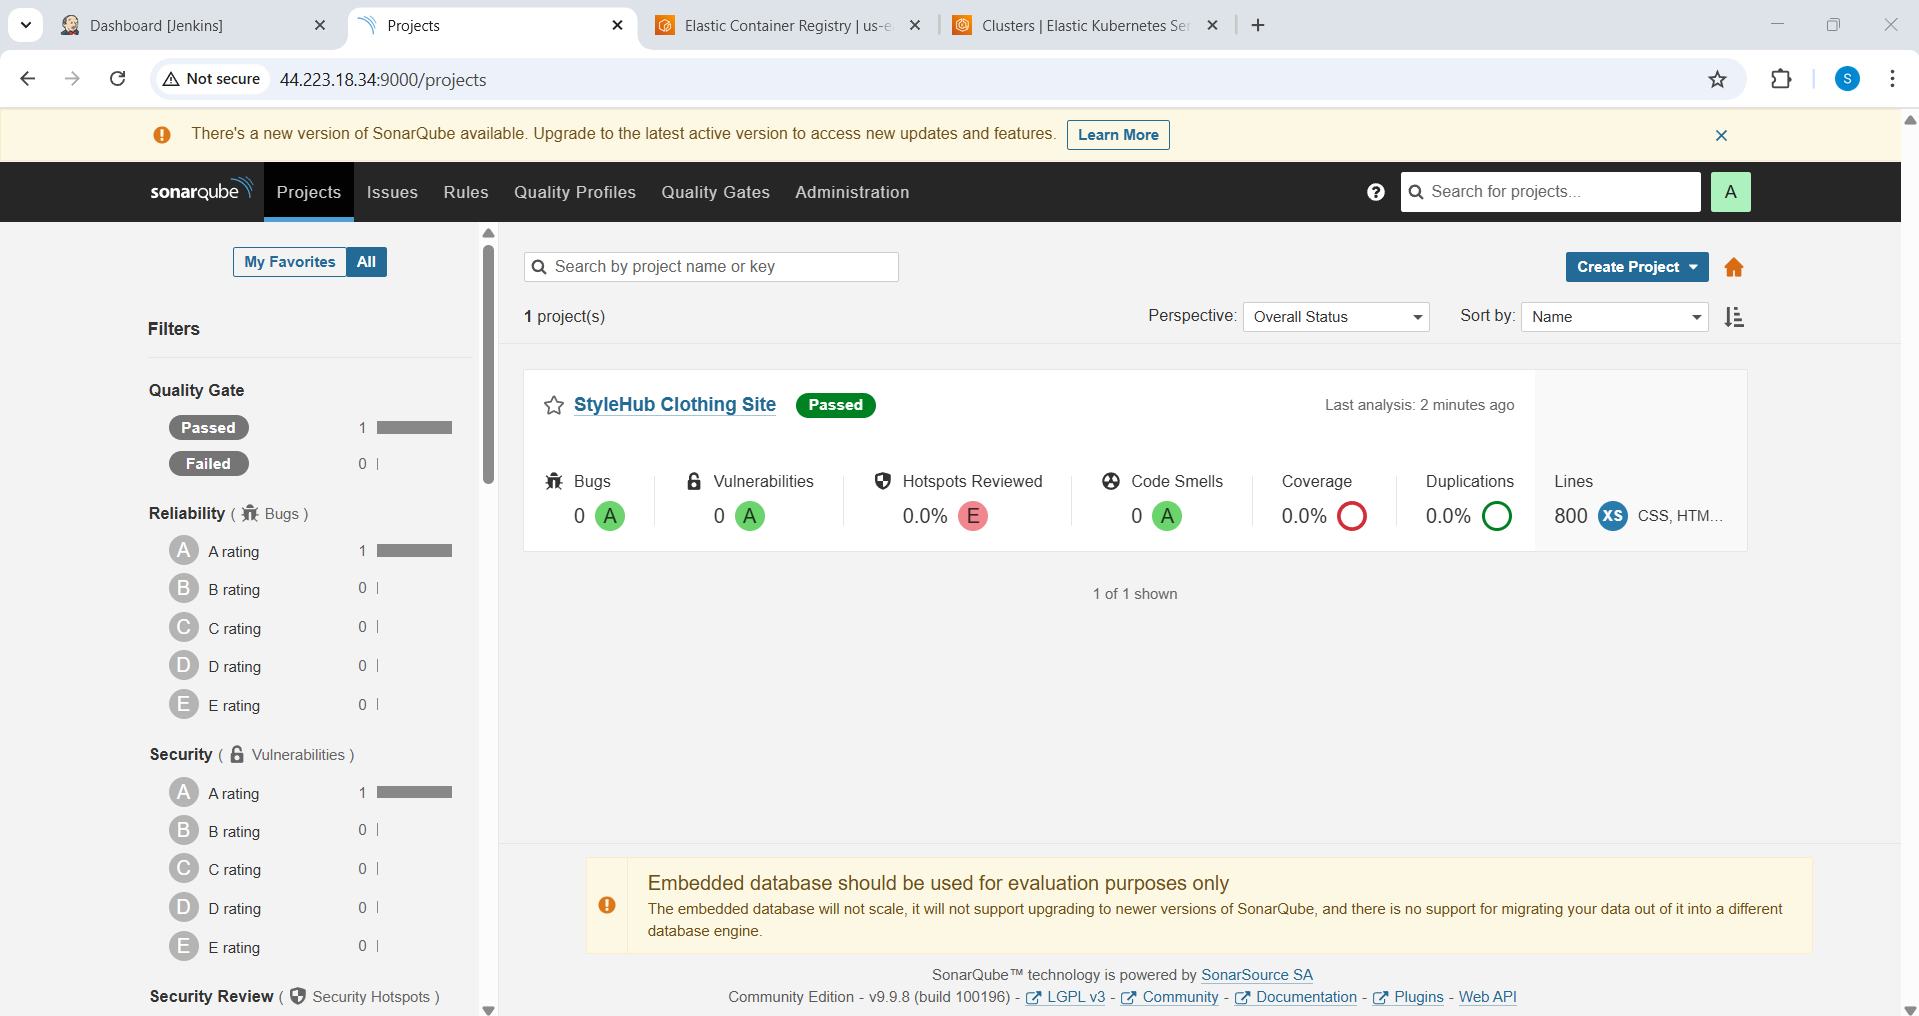 Dashboard [Jenkins]
Projects
Elastic Container Registry | us-e
Clusters | Elastic Kubernetes Ser
Not secure
44.223.18.34:9000/projects
S
There's a new version of SonarQube available. Upgrade to the latest active version to access new updates and features.
Learn More
sonarqube
Projects
Issues
Rules
Quality Profiles
Quality Gates
Administration
Search for projects...
A
My Favorites
All
Filters
Quality Gate
Passed 1
Failed 0
Reliability ( Bugs )
A A rating 1
B B rating 0
C C rating 0
D D rating 0
E E rating 0
Security ( Vulnerabilities )
A A rating 1
B B rating 0
C C rating 0
D D rating 0
E E rating 0
Security Review ( Security Hotspots )
Search by project name or key
Create Project
1 project(s)
Perspective: Overall Status
Sort by: Name
StyleHub Clothing Site
Passed
Last analysis: 2 minutes ago
Bugs
0 A
Vulnerabilities
0 A
Hotspots Reviewed
0.0% E
Code Smells
0 A
Coverage
0.0%
Duplications
0.0%
Lines
800 XS CSS, HTM...
1 of 1 shown
Embedded database should be used for evaluation purposes only
The embedded database will not scale, it will not support upgrading to newer versions of SonarQube, and there is no support for migrating your data out of it into a different
database engine.
SonarQube™ technology is powered by SonarSource SA
Community Edition - v9.9.8 (build 100196) - LGPL v3 - Community - Documentation - Plugins - Web API